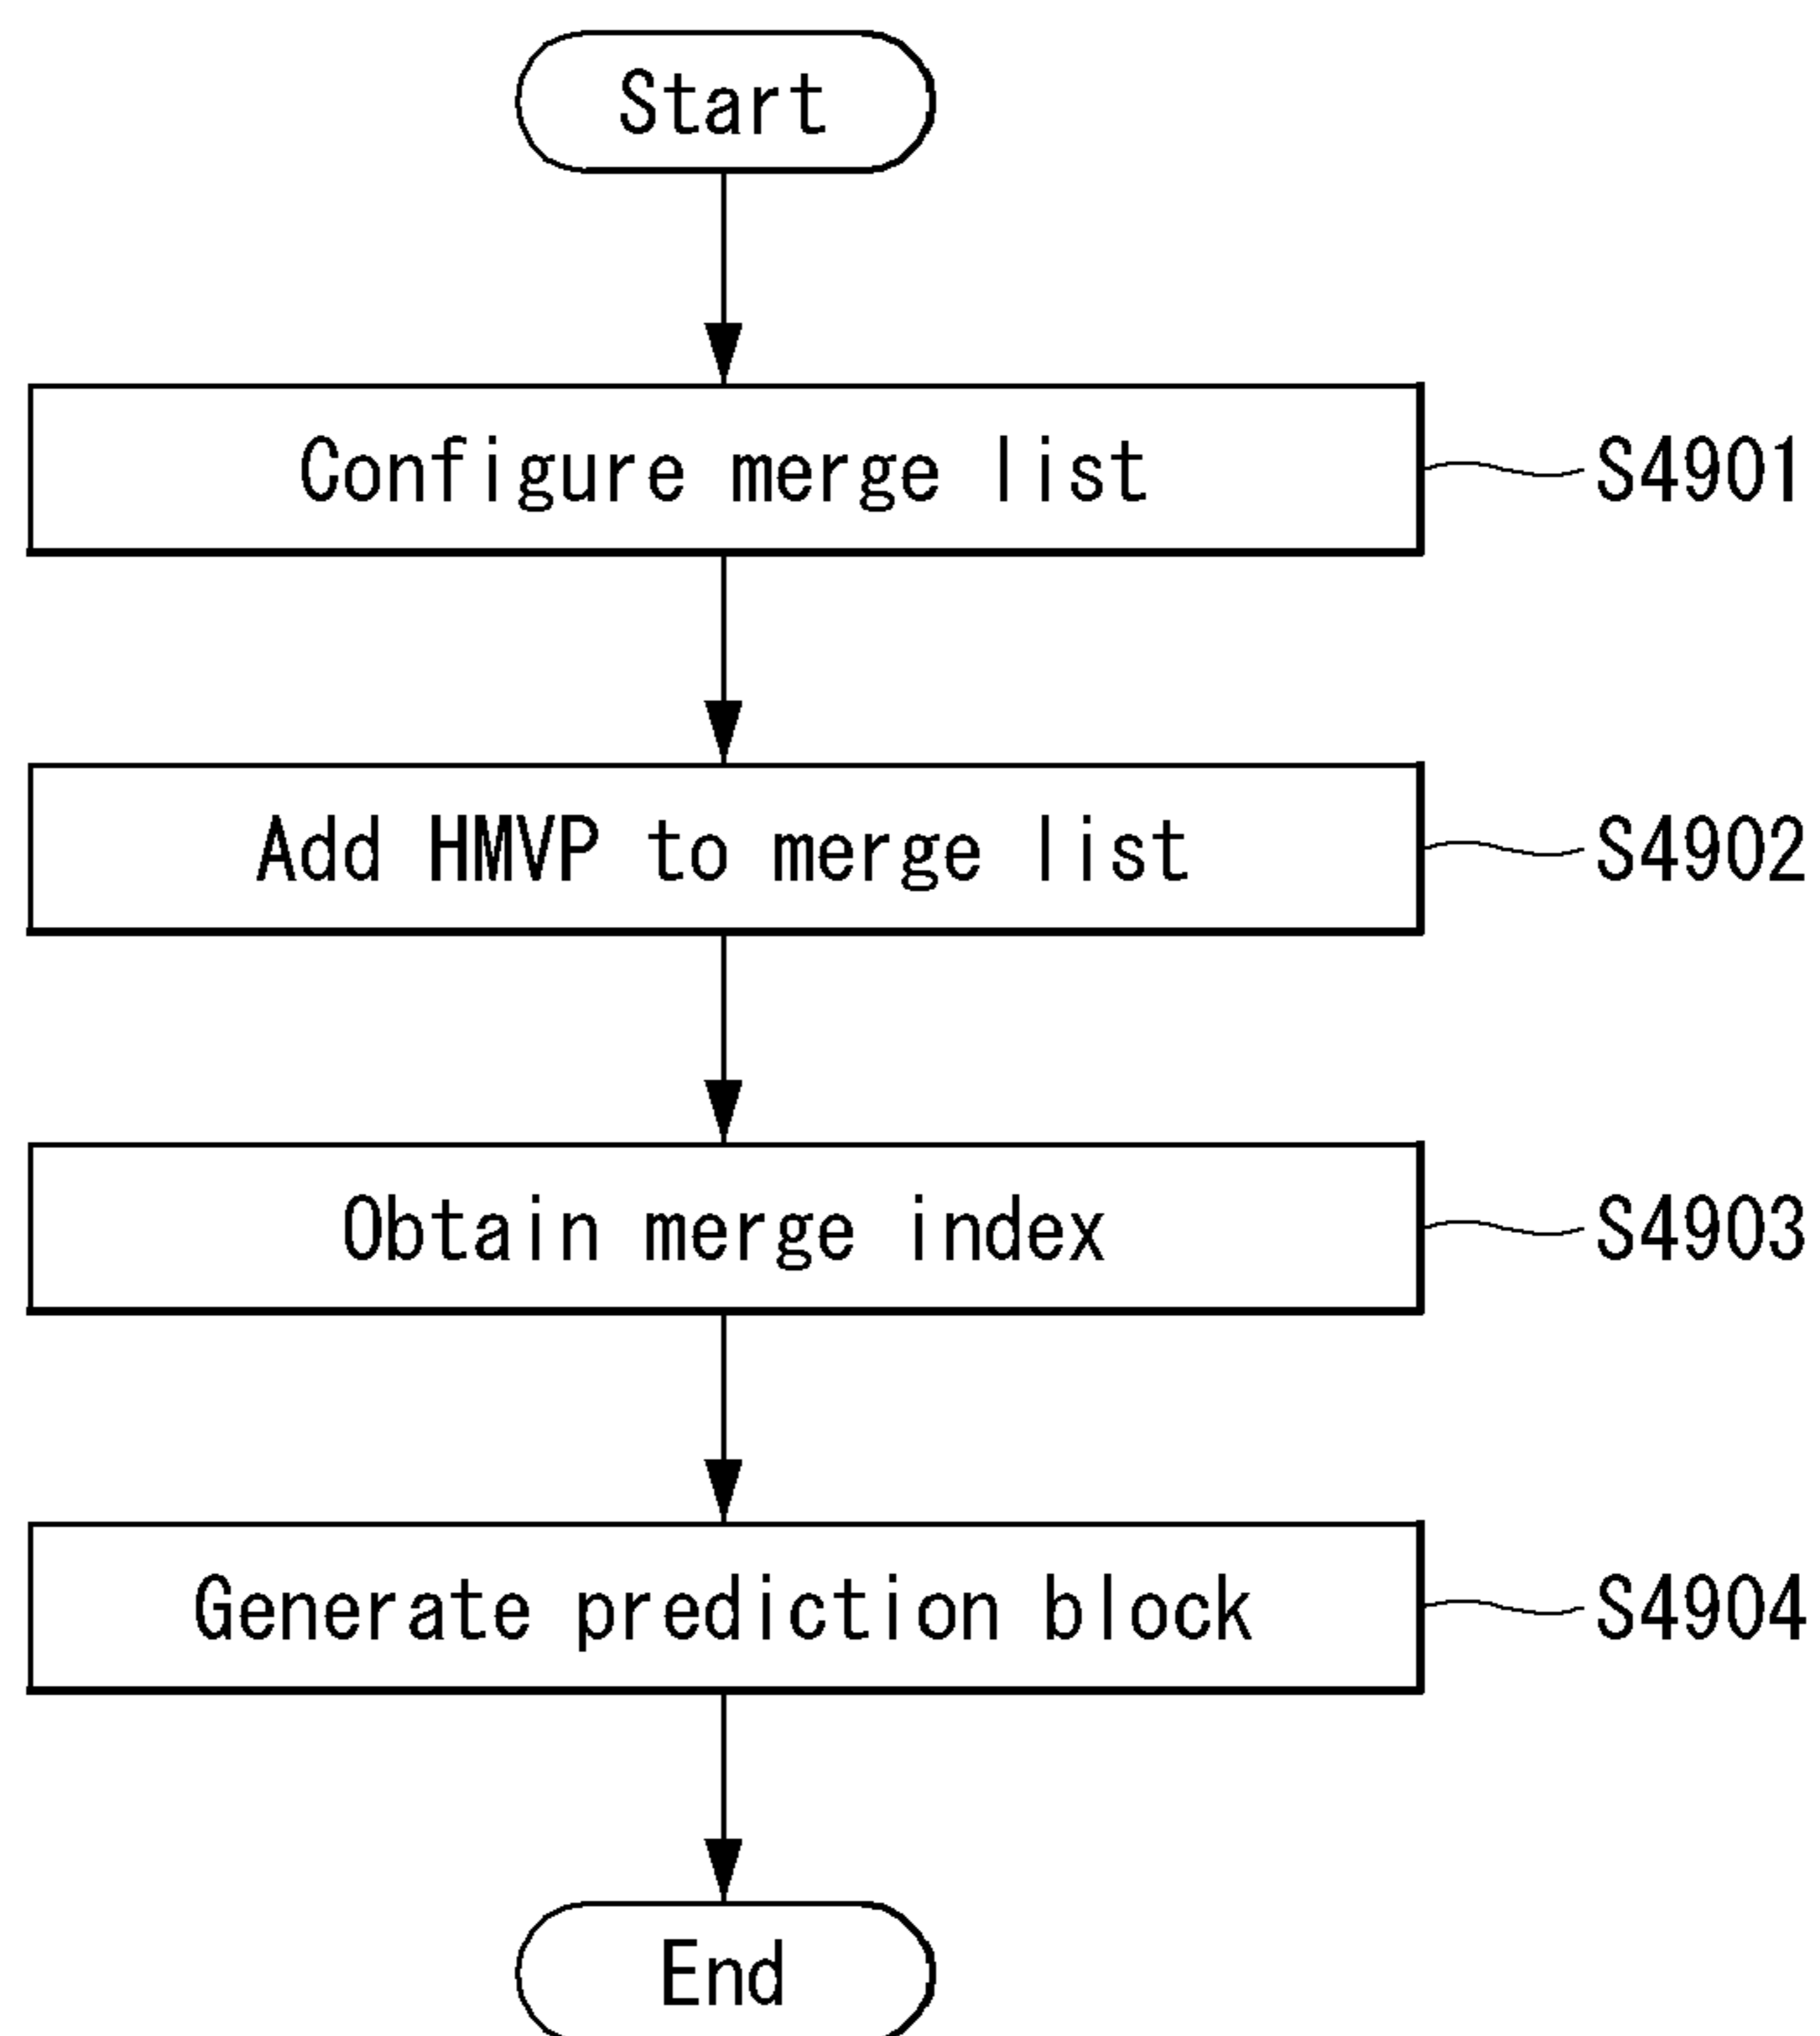 Start
Configure merge list
S4901
Add HMVP to merge list
S4902
Obtain merge index
S4903
Generate prediction block
S4904
End